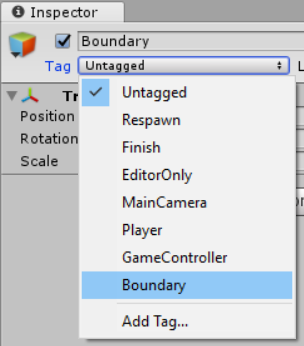 Inspector
Boundary
Tag Untagged L
Untagged
Tr
Respawn
Position
Finish
Rotation
EditorOnly
Scale
MainCamera
Player
GameController
Boundary
Add Tag...